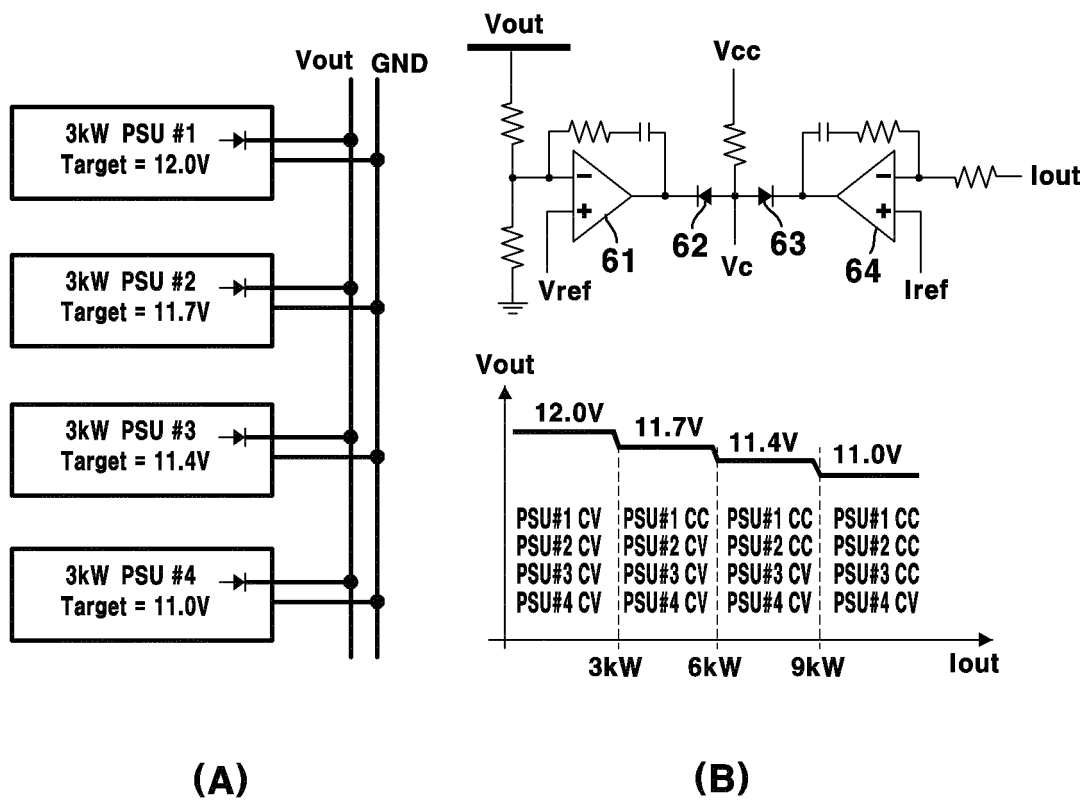 Vout GND
3kW PSU #1
Target = 12.0V
3kW PSU #2
Target = 11.7V
3kW PSU #3
Target = 11.4V
3kW PSU #4
Target = 11.0V
(A)
Vout
Vcc
Iout
61
62
63
64
Vref
Vc
Iref
Vout
12.0V
11.7V
11.4V
11.0V
PSU#1 CV PSU#1 CC PSU#1 CC PSU#1 CC
PSU#2 CV PSU#2 CV PSU#2 CC PSU#2 CC
PSU#3 CV PSU#3 CV PSU#3 CV PSU#3 CC
PSU#4 CV PSU#4 CV PSU#4 CV PSU#4 CV
3kW 6kW 9kW Iout
(B)